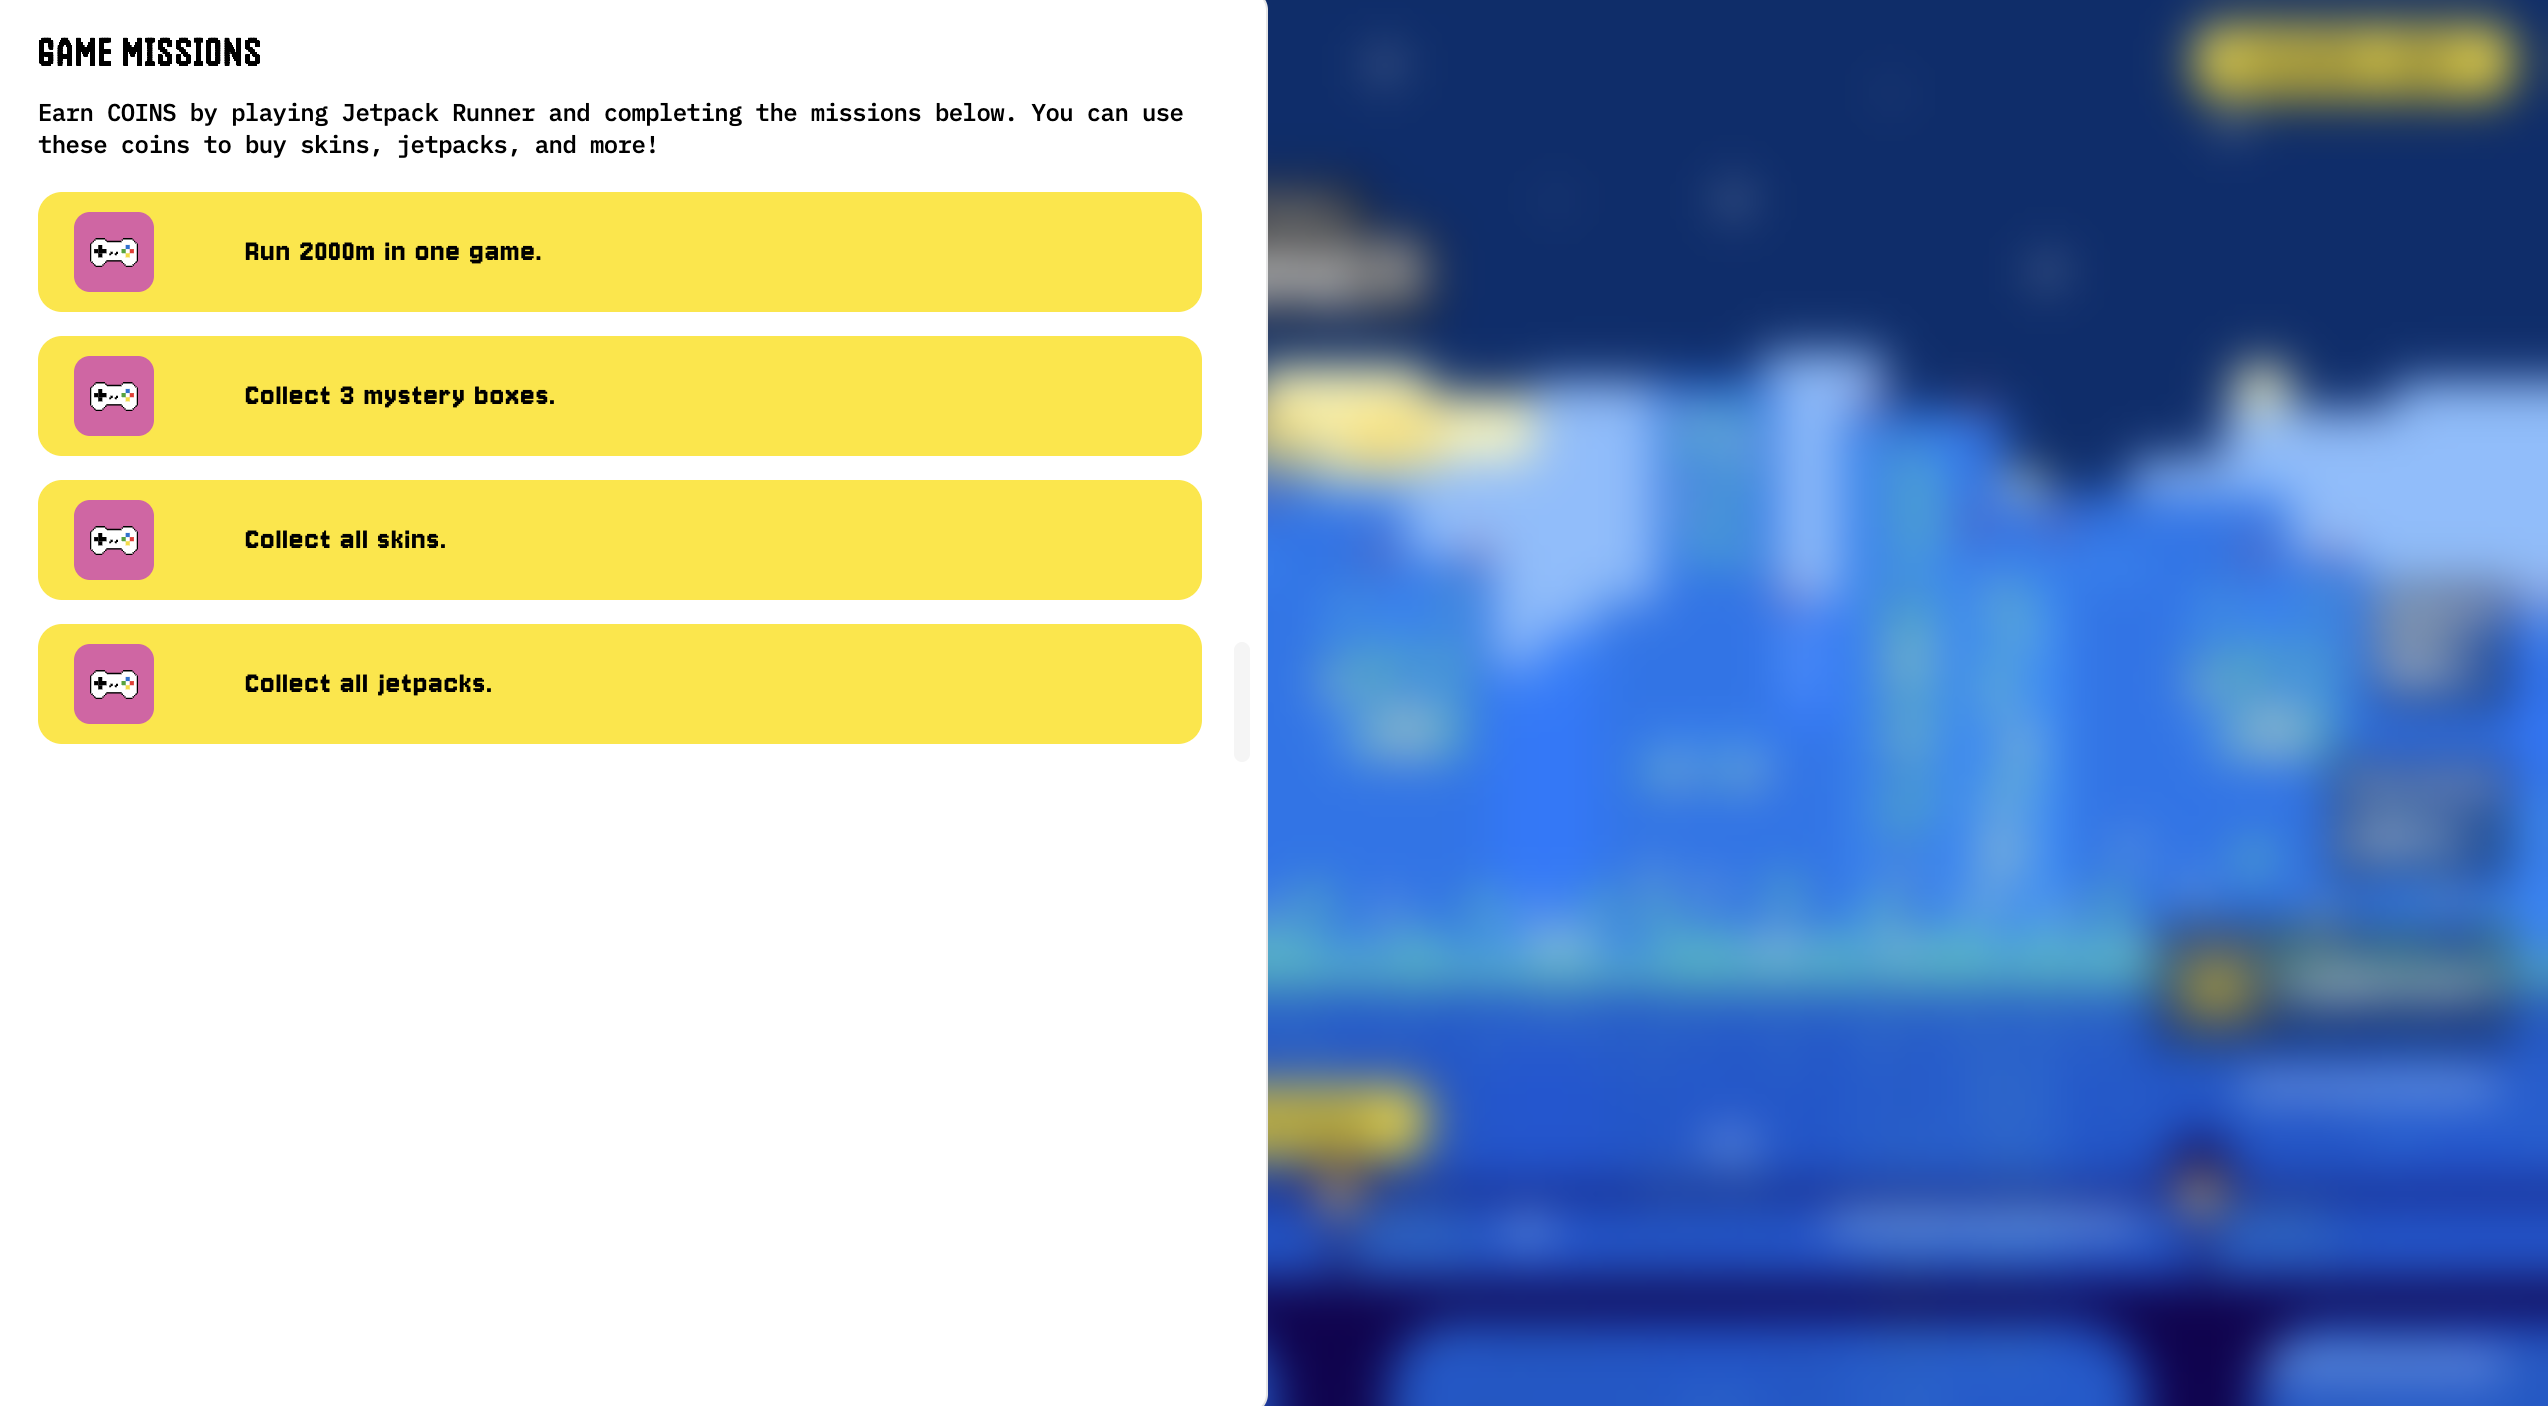 GAME MISSIONS
Earn COINS by playing Jetpack Runner and completing the missions below. You can use
these coins to buy skins, jetpacks, and more!
Run 2000m in one game.
Collect 3 mystery boxes.
Collect all skins.
Collect all jetpacks.